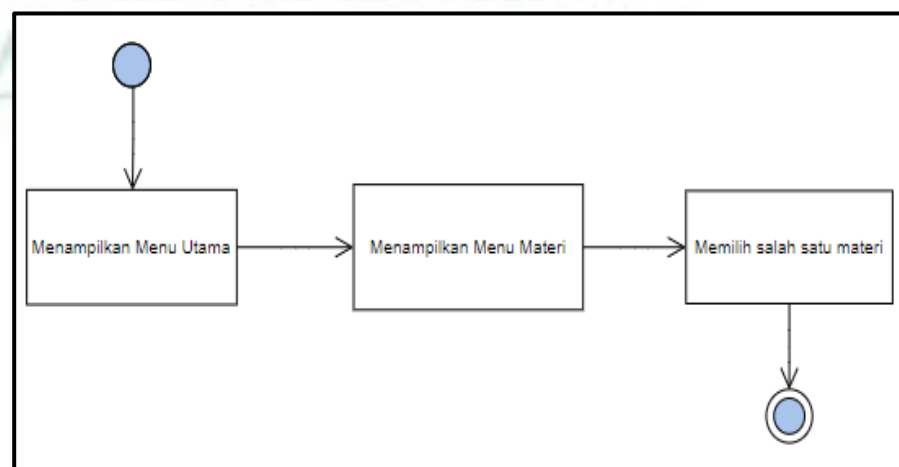 Menampilkan Menu Utama
Menampilkan Menu Materi
Memilih salah satu materi